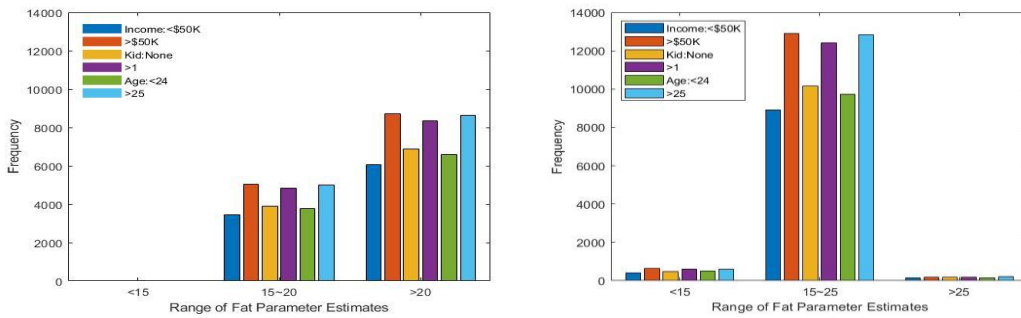 14000
12000
10000
8000
6000
4000
2000
0
Frequency
Income:<$50K
>$50K
Kid:None
>1
Age:<24
>25
<15
15~20
>20
Range of Fat Parameter Estimates
14000
12000
10000
8000
6000
4000
2000
0
Frequency
Income:<$50K
>$50K
Kid:None
>1
Age:<24
>25
<15
15~25
>25
Range of Fat Parameter Estimates